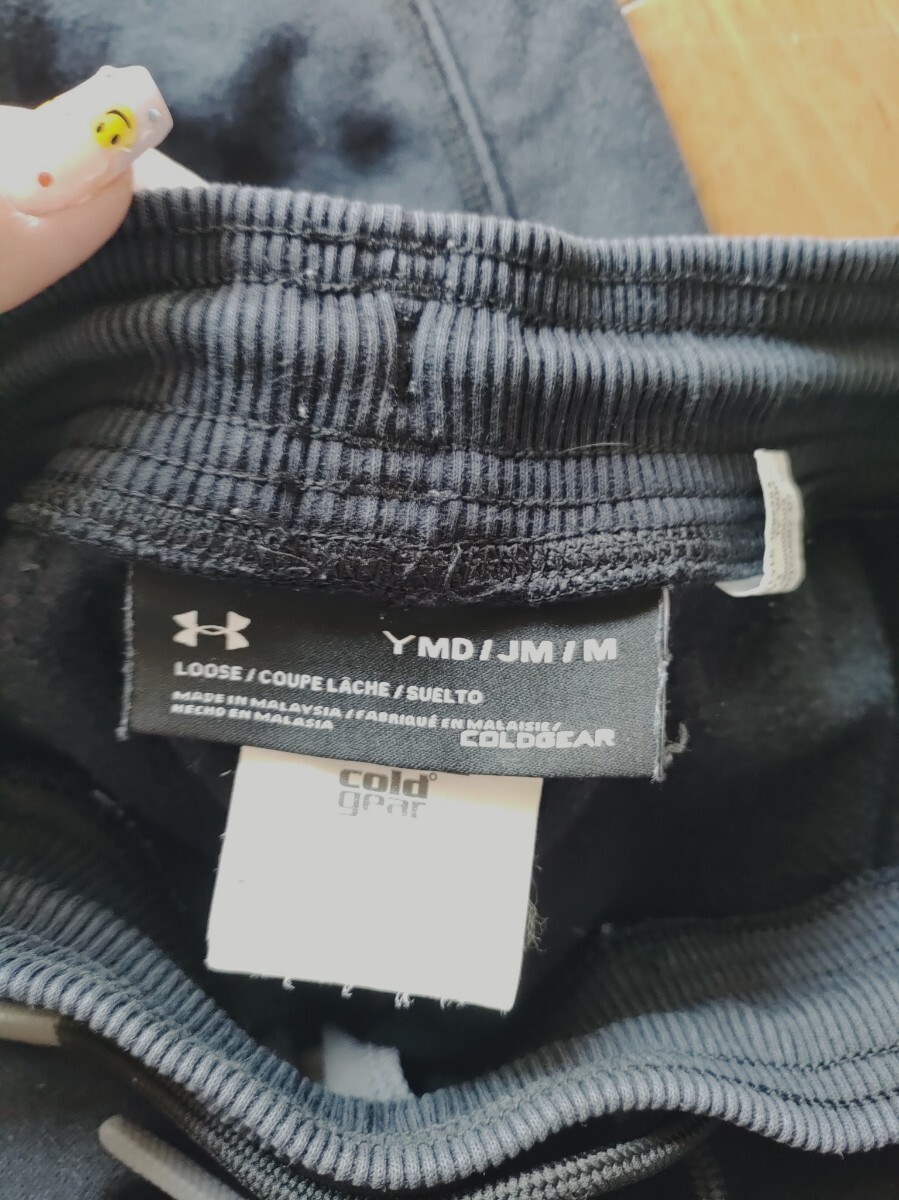 YMD / JM / M
LOOSE / COUPE LÂCHE / SUELTO
MADE IN MALAYSIA / FABRIQUÉ EN MALAISIE /
HECHO EN MALASIA
COLDGEAR
cold
gear